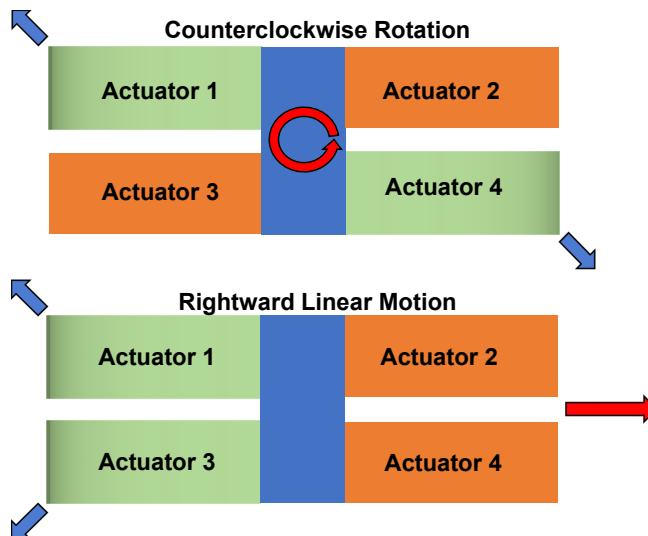 Counterclockwise Rotation
Actuator 1
Actuator 2
Actuator 3
Actuator 4
Rightward Linear Motion
Actuator 1
Actuator 2
Actuator 3
Actuator 4